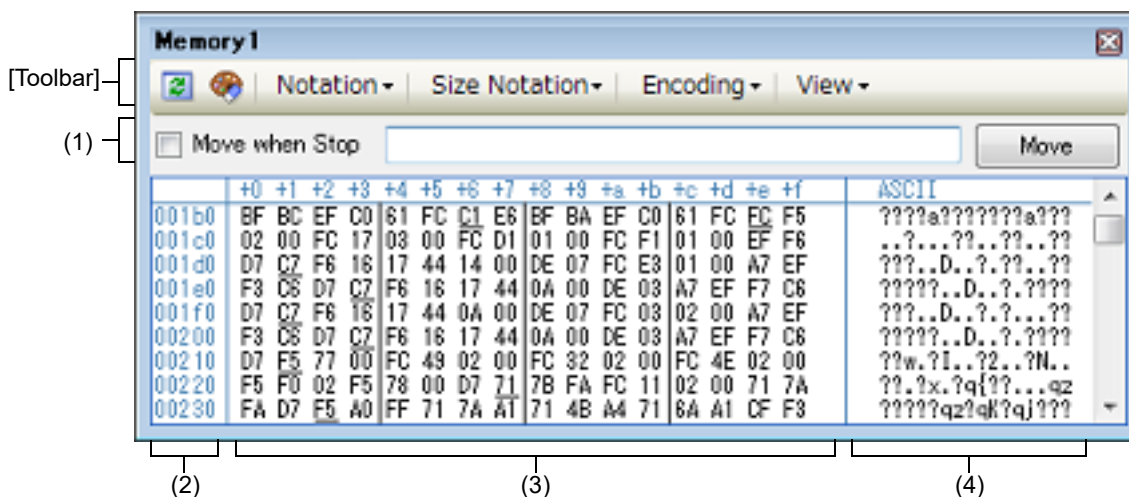 Memory1
[Toolbar]
Notation Size Notation Encoding View
(1)
Move when Stop Move
+0 +1 +2 +3 +4 +5 +6 +7 +8 +9 +a +b +c +d +e +f ASCII
001b0 BF BC EF C0 61 FC C1 E6 BF BA EF C0 61 FC EC F5 ????a???????a???
001c0 02 00 FC 17 03 00 FC D1 01 00 FC F1 01 00 EF F6 ..?...??..??..??
001d0 D7 C7 F6 16 17 44 14 00 DE 07 FC E3 01 00 A7 EF ???..D..?.??..??
001e0 F3 C6 D7 C7 F6 16 17 44 0A 00 DE 03 A7 EF F7 C6 ?????..D..?.????
001f0 D7 C7 F6 16 17 44 0A 00 DE 07 FC 03 02 00 A7 EF ???..D..?.?...??
00200 F3 C6 D7 C7 F6 16 17 44 0A 00 DE 03 A7 EF F7 C6 ?????..D..?.????
00210 D7 F5 77 00 FC 49 02 00 FC 32 02 00 FC 4E 02 00 ??w.?I..?2..?N..
00220 F5 F0 02 F5 78 00 D7 71 7B FA FC 11 02 00 71 7A ??.?x.?q{??...qz
00230 FA D7 F5 A0 FF 71 7A A1 71 4B A4 71 6A A1 CF F3 ?????qz?qK?qj???
(2) (3) (4)